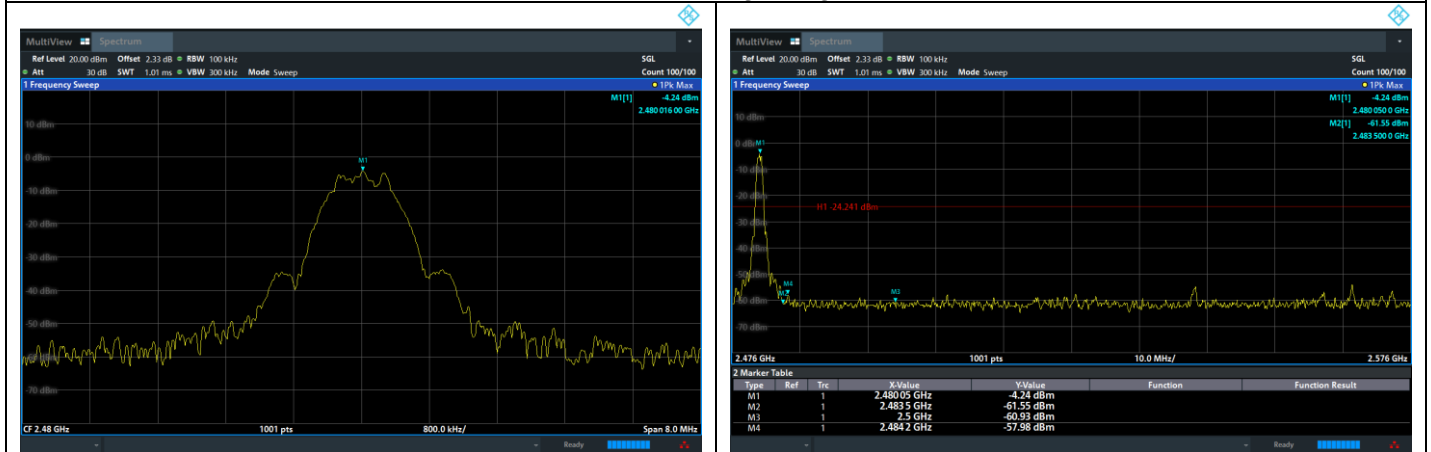 MultiView Spectrum
Ref Level 20.00 dBm Offset 2.33 dB RBW 100 kHz SGL
Att 30 dB SWT 1.01 ms VBW 300 kHz Mode Sweep Count 100/100
1 Frequency Sweep 1Pk Max
M1[1] -4.24 dBm
2.480 016 00 GHz
10 dBm
M1
0 dBm
-10 dBm
-20 dBm
-30 dBm
-40 dBm
-50 dBm
-70 dBm
CF 2.48 GHz 1001 pts 800.0 kHz/ Span 8.0 MHz
Ready
MultiView Spectrum
Ref Level 20.00 dBm Offset 2.33 dB RBW 100 kHz SGL
Att 30 dB SWT 1.01 ms VBW 300 kHz Mode Sweep Count 100/100
1 Frequency Sweep 1Pk Max
M1[1] -4.24 dBm
2.480 050 0 GHz
M2[1] -61.55 dBm
2.483 500 0 GHz
10 dBm
0 dBm M1
-10 dBm
-20 dBm
H1 -24.241 dBm
-30 dBm
-40 dBm
M4
M3
-60 dBm
-70 dBm
2.476 GHz 1001 pts 10.0 MHz/ 2.576 GHz
2 Marker Table
Type Ref Trc X-Value Y-Value Function Function Result
M1 1 2.480 05 GHz -4.24 dBm
M2 1 2.483 5 GHz -61.55 dBm
M3 1 2.5 GHz -60.93 dBm
M4 1 2.484 2 GHz -57.98 dBm
Ready